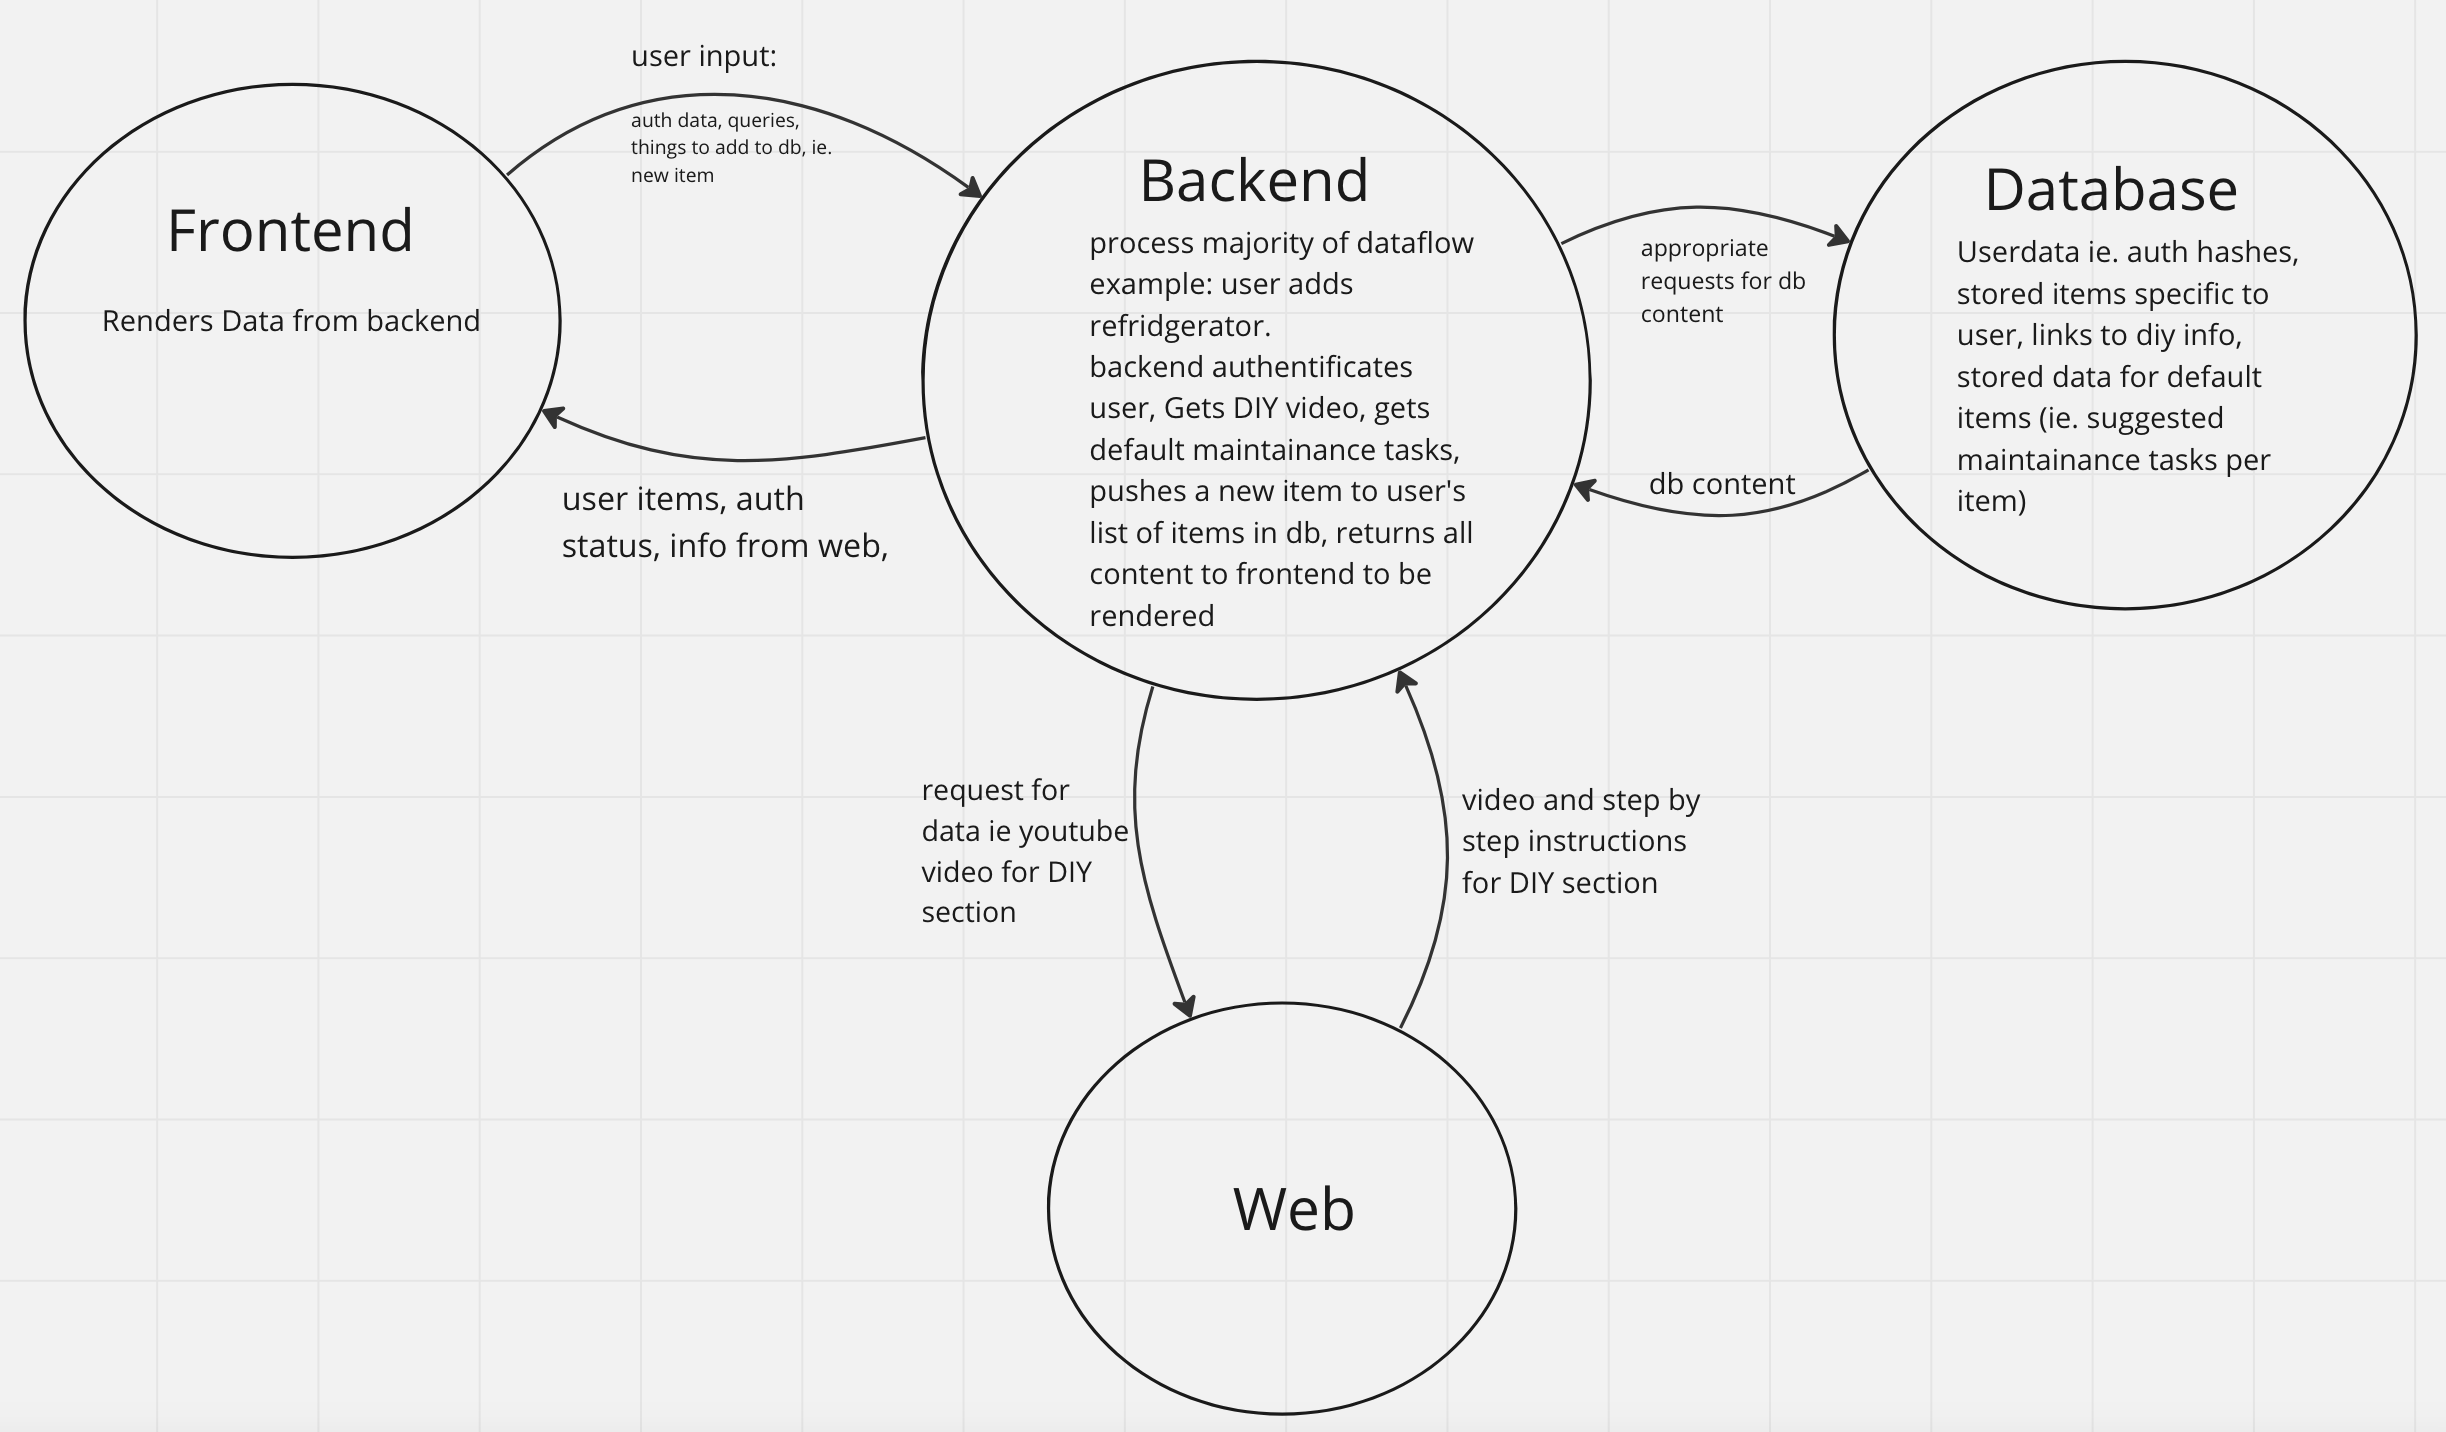 Frontend
Renders Data from backend
user input:
auth data, queries,
things to add to db, ie.
new item
user items, auth
status, info from web,
Backend
process majority of dataflow
example: user adds
refridgerator.
backend authentificates
user, Gets DIY video, gets
default maintainance tasks,
pushes a new item to user's
list of items in db, returns all
content to frontend to be
rendered
appropriate
requests for db
content
db content
Database
Userdata ie. auth hashes,
stored items specific to
user, links to diy info,
stored data for default
items (ie. suggested
maintainance tasks per
item)
request for
data ie youtube
video for DIY
section
video and step by
step instructions
for DIY section
Web